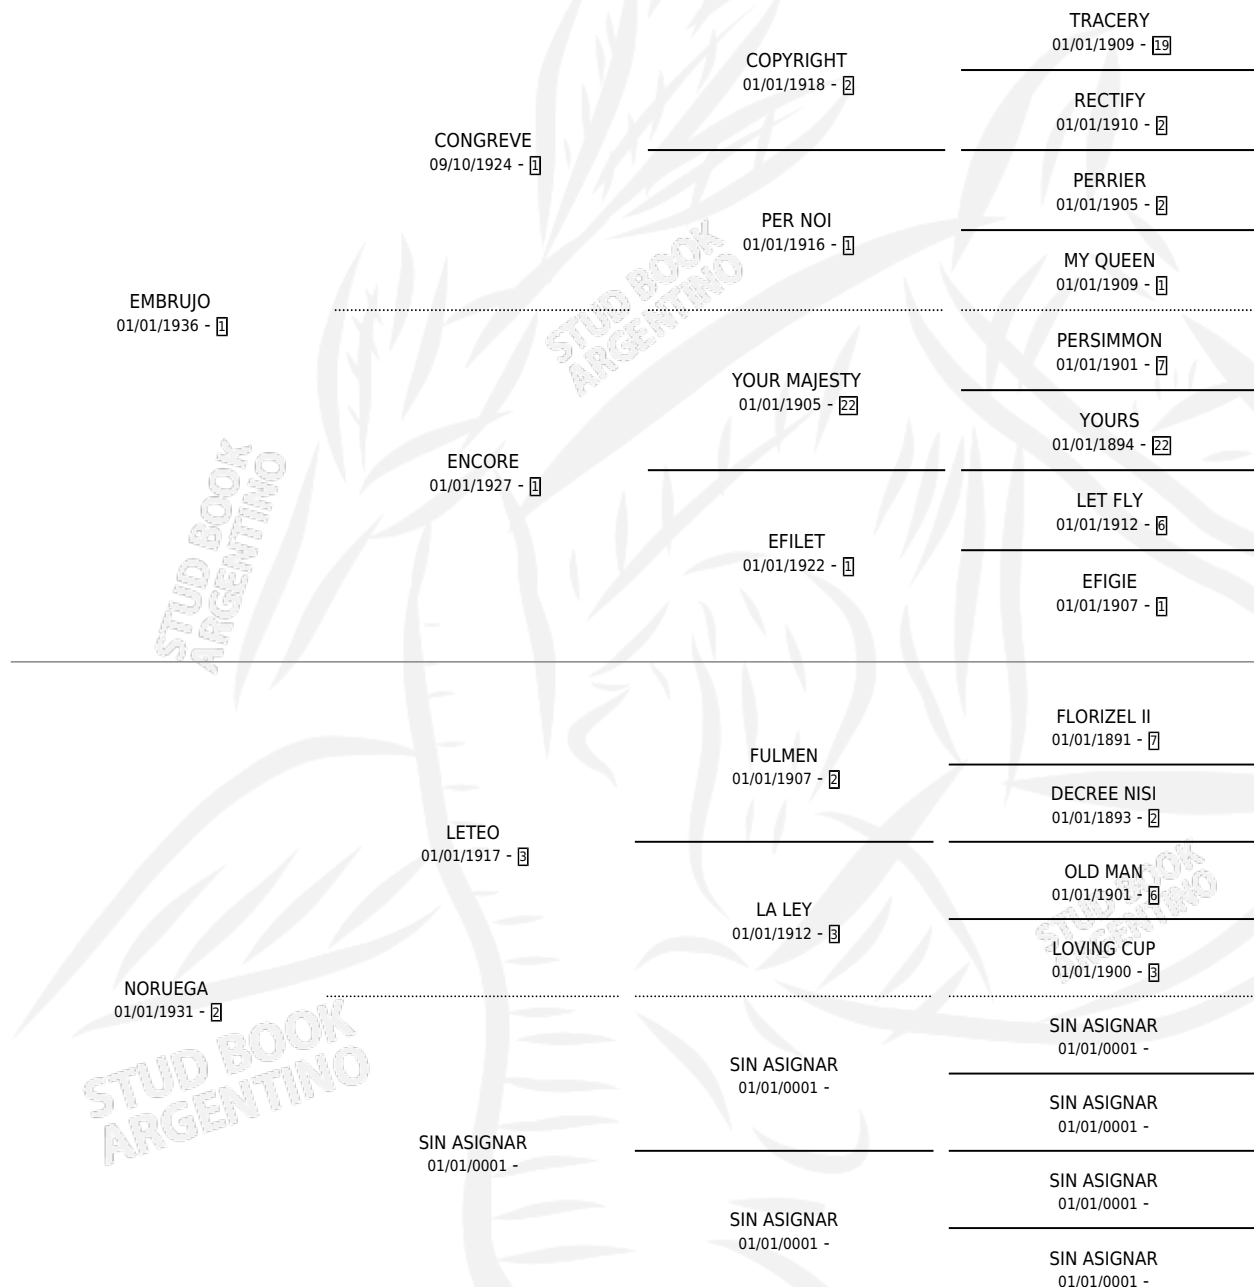 TRACERY
01/01/1909 - 19
COPYRIGHT
01/01/1918 - 2
RECTIFY
01/01/1910 - 2
CONGREVE
09/10/1924 - 1
PERRIER
01/01/1905 - 2
PER NOI
01/01/1916 - 1
MY QUEEN
01/01/1909 - 1
EMBRUJO
01/01/1936 - 1
STUD BOOK
ARGENTINO
PERSIMMON
01/01/1901 - 7
YOUR MAJESTY
01/01/1905 - 22
YOURS
01/01/1894 - 22
ENCORE
01/01/1927 - 1
LET FLY
01/01/1912 - 6
EFILET
01/01/1922 - 1
EFIGIE
01/01/1907 - 1
STUD BOOK
ARGENTINO
FLORIZEL II
01/01/1891 - 7
FULMEN
01/01/1907 - 2
DECREE NISI
01/01/1893 - 2
LETEO
01/01/1917 - 3
OLD MAN
01/01/1901 - 6
LA LEY
01/01/1912 - 3
LOVING CUP
01/01/1900 - 3
STUD BOOK
ARGENTINO
NORUEGA
01/01/1931 - 2
SIN ASIGNAR
01/01/0001 -
SIN ASIGNAR
01/01/0001 -
SIN ASIGNAR
01/01/0001 -
STUD BOOK
ARGENTINO
SIN ASIGNAR
01/01/0001 -
SIN ASIGNAR
01/01/0001 -
SIN ASIGNAR
01/01/0001 -
SIN ASIGNAR
01/01/0001 -